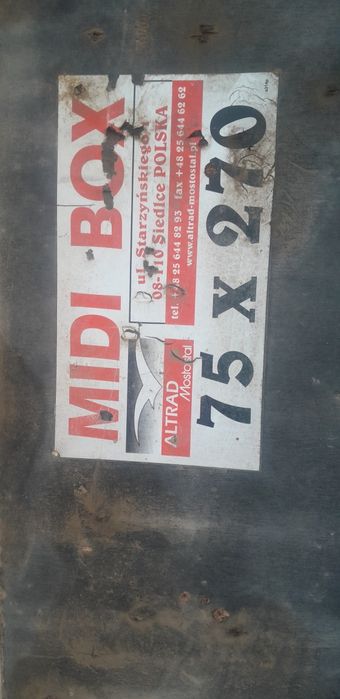 MIDI BOX
ul. Starzyńskiego 1
08-110 Siedlce POLSKA
tel. +48 25 644 82 93 fax +48 25 644 62 62
www.altrad-mostostal.pl
ALTRAD
Mostostal
75 X 270